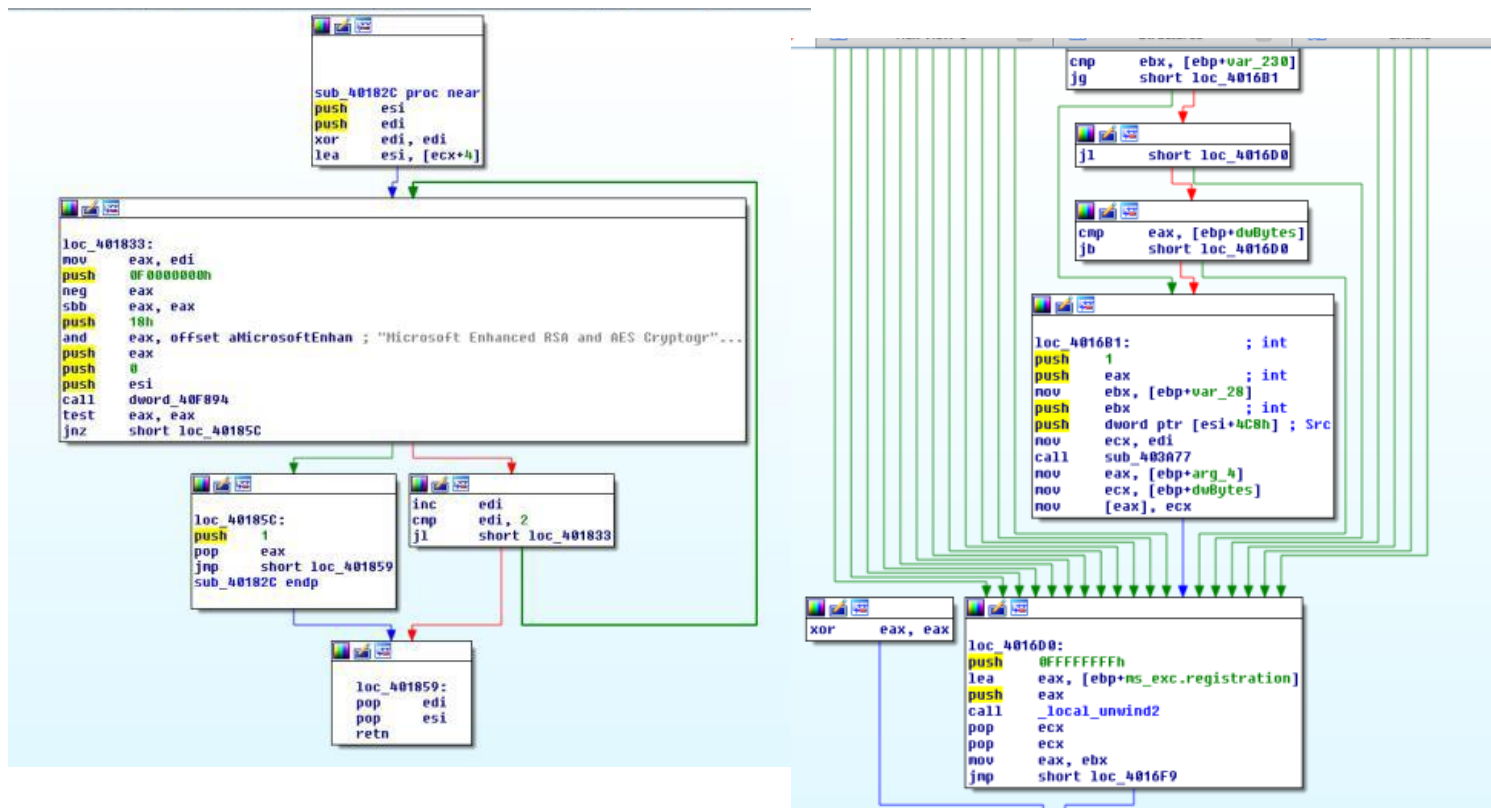 sub_40182C proc near
push esi
push edi
xor edi, edi
lea esi, [ecx+4]
loc_401833:
mov eax, edi
push 0F0000000h
neg eax
sbb eax, eax
push 18h
and eax, offset aMicrosoftEnhan ; "Microsoft Enhanced RSA and AES Cryptogr"...
push eax
push 0
push esi
call dword_40F894
test eax, eax
jnz short loc_40185C
loc_40185C:
push 1
pop eax
jmp short loc_401859
sub_40182C endp
inc edi
cmp edi, 2
jl short loc_401833
loc_401859:
pop edi
pop esi
retn
cmp ebx, [ebp+var_230]
jg short loc_4016B1
jl short loc_4016D0
cmp eax, [ebp+dwBytes]
jb short loc_4016D0
loc_4016B1: ; int
push 1
push eax ; int
mov ebx, [ebp+var_28]
push ebx ; int
push dword ptr [esi+4C8h] ; Src
mov ecx, edi
call sub_403A77
mov eax, [ebp+arg_4]
mov ecx, [ebp+dwBytes]
mov [eax], ecx
xor eax, eax
loc_4016D0:
push 0FFFFFFFFh
lea eax, [ebp+ms_exc.registration]
push eax
call _local_unwind2
pop ecx
pop ecx
mov eax, ebx
jmp short loc_4016F9